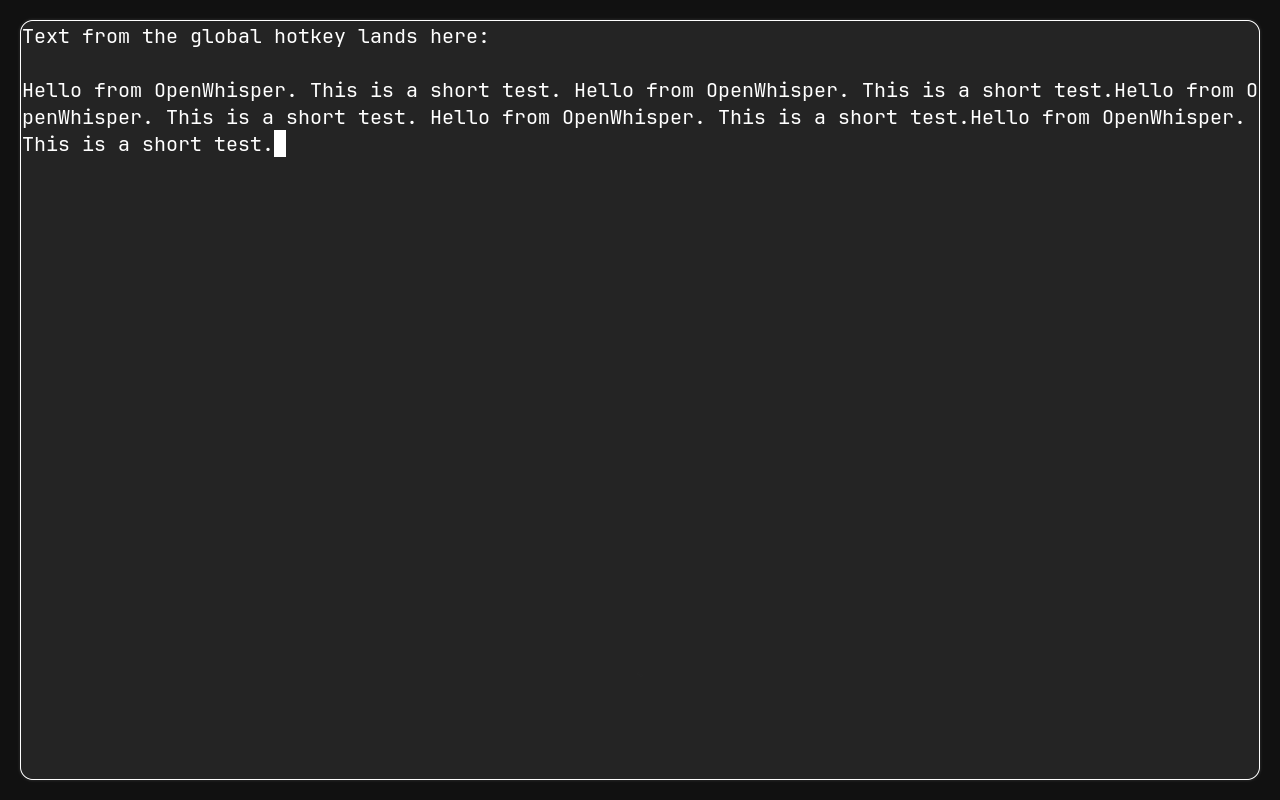 Text from the global hotkey lands here:
Hello from OpenWhisper. This is a short test. Hello from OpenWhisper. This is a short test.Hello from O
penWhisper. This is a short test. Hello from OpenWhisper. This is a short test.Hello from OpenWhisper.
This is a short test.